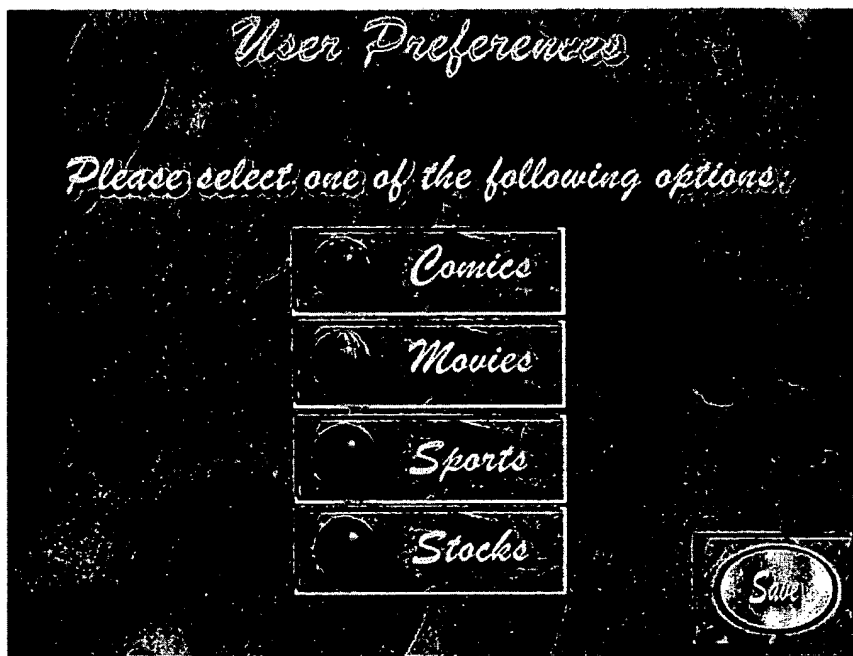 User Preferences
Please select one of the following options:
Comics
Movies
Sports
Stocks
Save